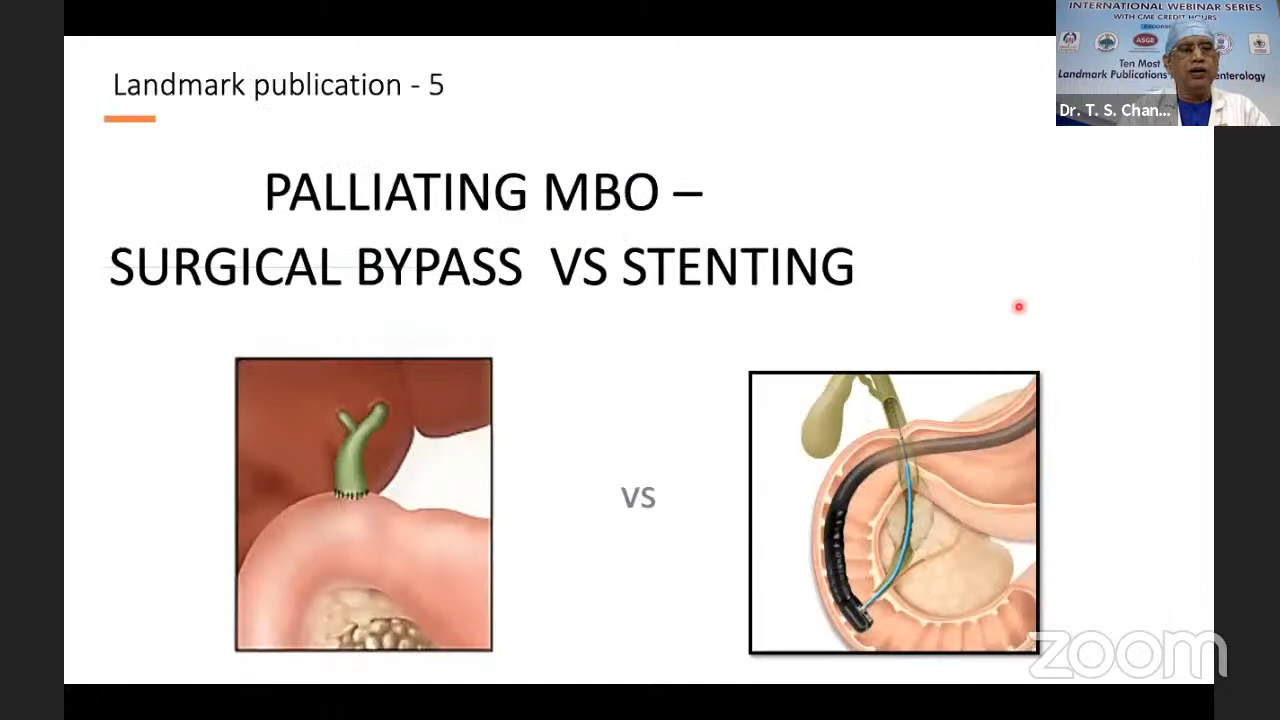 INTERNATIONAL WEBINAR SERIES
WITH CME CREDIT HOURS
ASGE
Ten Most
Landmark Publications
enterology
Dr. T. S. Chan...
Landmark publication - 5
PALLIATING MBO –
SURGICAL BYPASS VS STENTING
VS
zoom